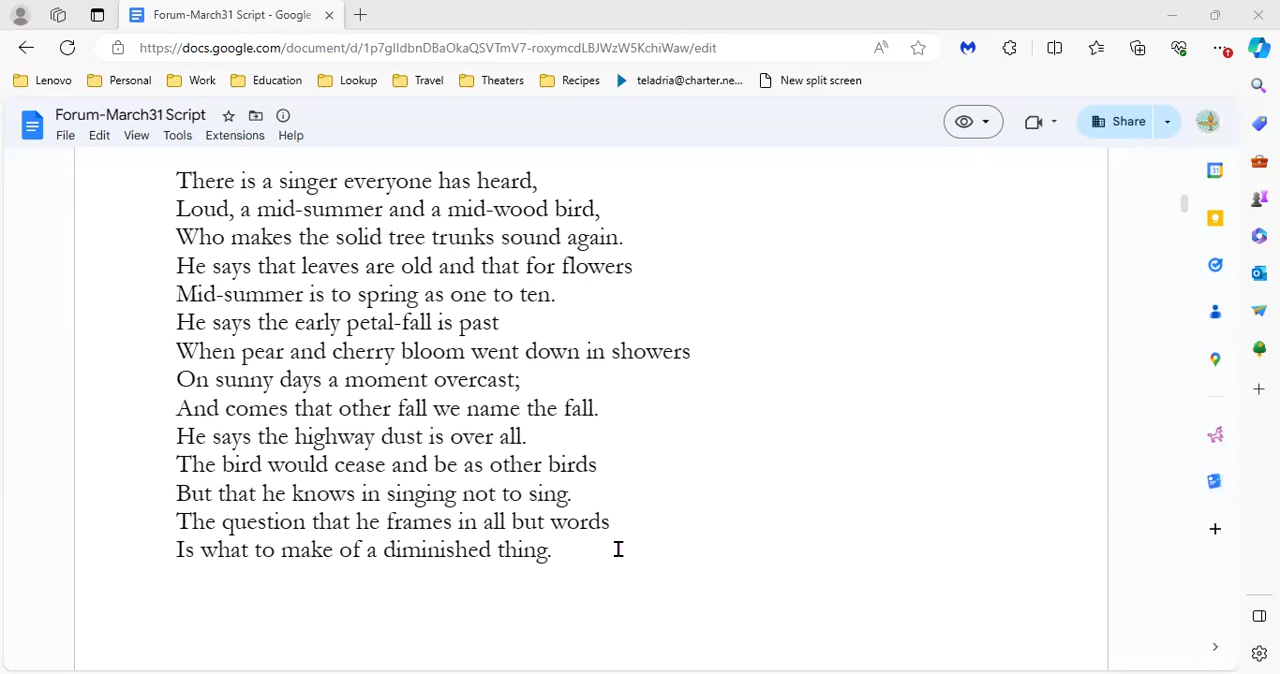 Forum-March31 Script - Google
https://docs.google.com/document/d/1p7glldbnDBaOkaQSVTmV7-roxymcdLBJWzW5KchiWaw/edit
Lenovo Personal Work Education Lookup Travel Theaters Recipes teladria@charter.ne... New split screen
Forum-March31 Script
Share
File Edit View Tools Extensions Help
31
There is a singer everyone has heard,
Loud, a mid-summer and a mid-wood bird,
Who makes the solid tree trunks sound again.
He says that leaves are old and that for flowers
Mid-summer is to spring as one to ten.
He says the early petal-fall is past
When pear and cherry bloom went down in showers
On sunny days a moment overcast;
And comes that other fall we name the fall.
He says the highway dust is over all.
The bird would cease and be as other birds
But that he knows in singing not to sing.
The question that he frames in all but words
Is what to make of a diminished thing.